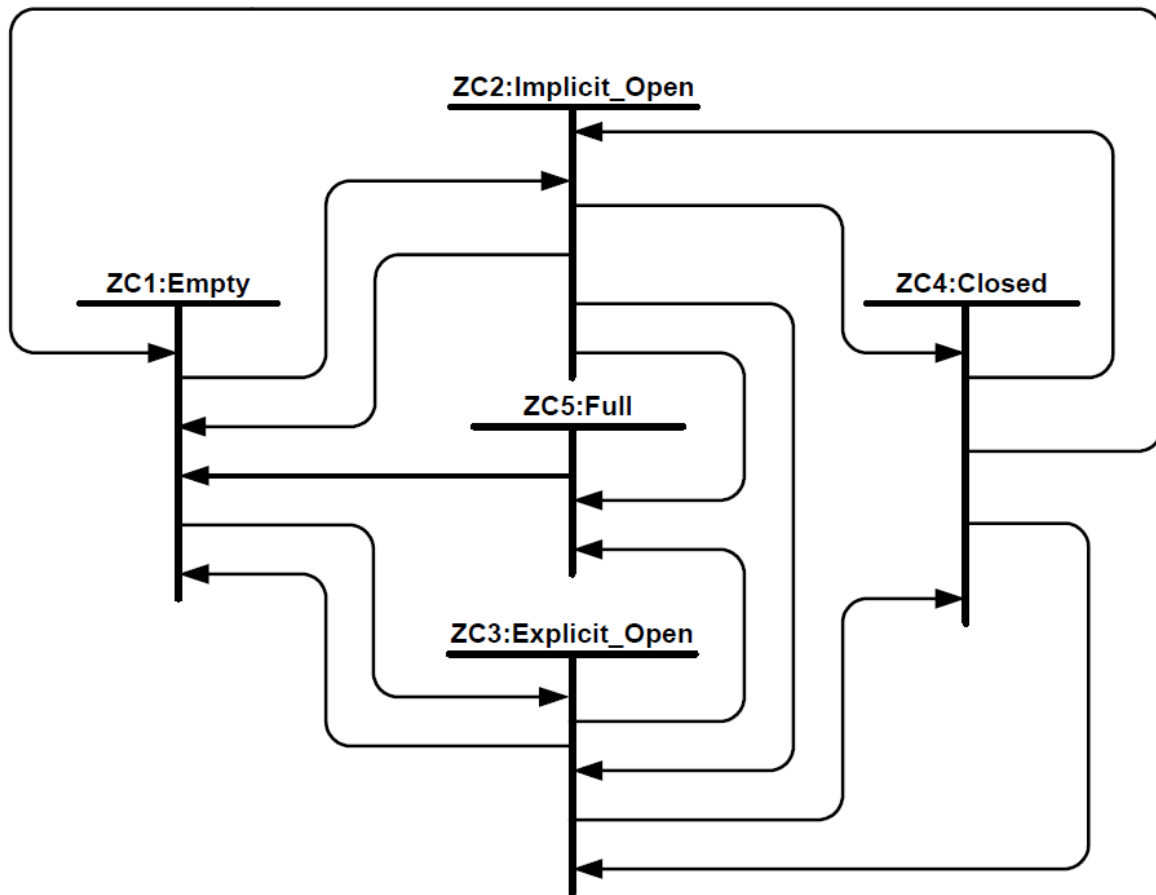 ZC2:Implicit_Open
ZC1:Empty
ZC4:Closed
ZC5:Full
ZC3:Explicit_Open